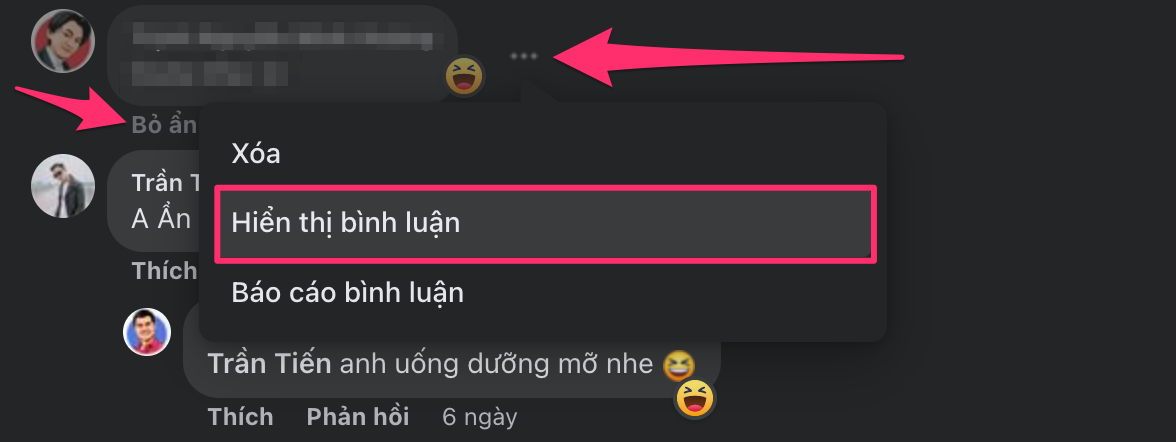 Bỏ ẩn
Xóa
Trần T
Hiển thị bình luận
A Ẩn
Thích
Báo cáo bình luận
Trần Tiến anh uống dưỡng mỡ nhe
Thích Phản hồi 6 ngày